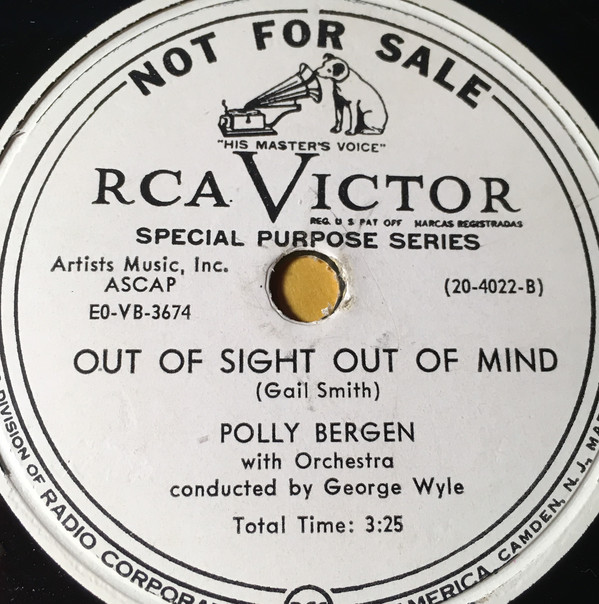 NOT FOR SALE
"HIS MASTER'S VOICE"
RCA VICTOR
REG. U S PAT OFF MARCAS REGISTRADAS
SPECIAL PURPOSE SERIES
Artists Music, Inc.
ASCAP
(20-4022-B)
E0-VB-3674
OUT OF SIGHT OUT OF MIND
(Gail Smith)
POLLY BERGEN
with Orchestra
conducted by George Wyle
Total Time: 3:25
DIVISION OF RADIO CORPORA
AMERICA, CAMDEN, N. J.,